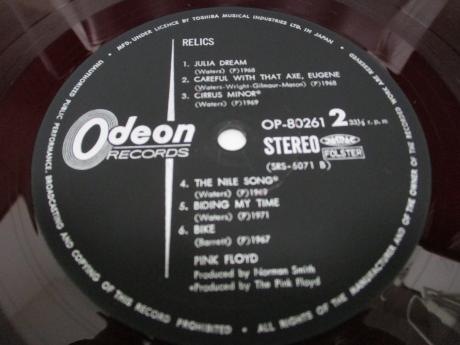 MFD. UNDER LICENCE BY TOSHIBA MUSICAL INDUSTRIES LTD. IN JAPAN •
RELICS
1. JULIA DREAM
(Waters) (P)1968
2. CAREFUL WITH THAT AXE, EUGENE
(Waters-Wright-Gilmour-Mason) (P)1968
3. CIRRUS MINOR*
(Waters) (P)1969
Odeon
RECORDS
OP-80261 2 33⅓ r.p.m
STEREO
FOLSTER
(SRS-5071 B)
4. THE NILE SONG*
(Waters) (P)1969
5. BIDING MY TIME
(Waters) (P)1971
6. BIKE
(Barrett) (P)1967
PINK FLOYD
Produced by Norman Smith
*Produced by The Pink Floyd
• ALL RIGHTS OF THE MANUFACTURER AND OF THE OWNER OF THE RECORDED WORK ARE RESERVED
UNAUTHORIZED PUBLIC PERFORMANCE, BROADCASTING AND COPYING OF THIS RECORD PROHIBITED